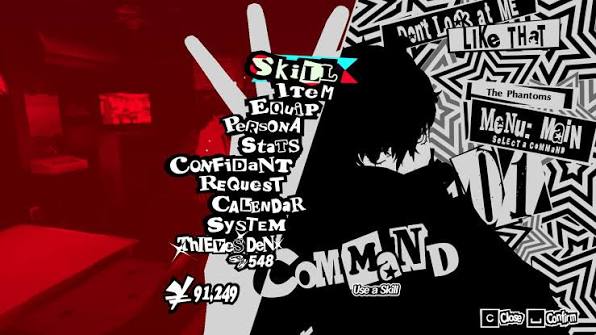 Don't Look at ME
LIKE THAT
The Phantoms
MeNU: MaiN
SeLeCT a CoMMaND
01
SKiLL
ITeM
EQuiP
PeRSONA
StatS
CoNFiDaNT
ReQueST
CaLeNDaR
SYSTeM
THieVeS DeN
548
¥ 91,249
CoMMaND
Use a Skill
C Close
Confirm